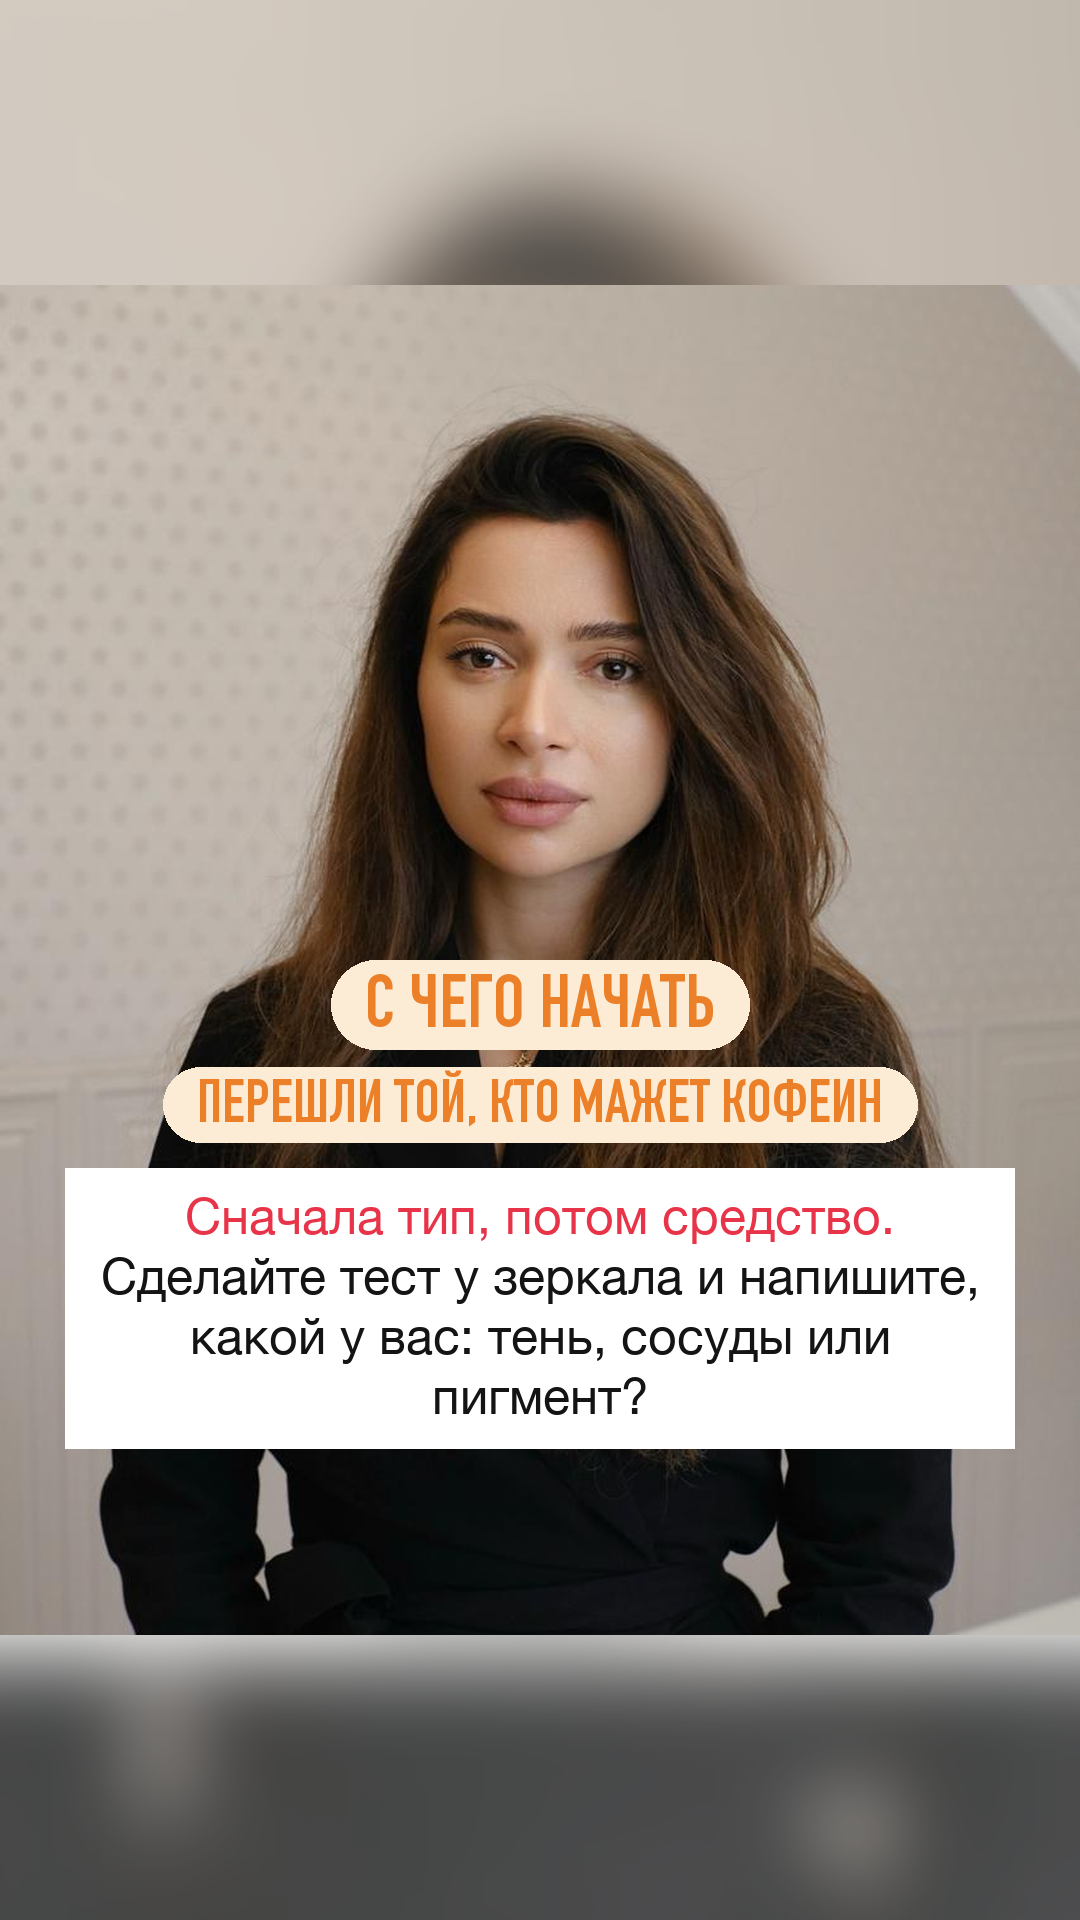 С ЧЕГО НАЧАТЬ
ПЕРЕШЛИ ТОЙ, КТО МАЖЕТ КОФЕИН
Сначала тип, потом средство.
Сделайте тест у зеркала и напишите,
какой у вас: тень, сосуды или
пигмент?